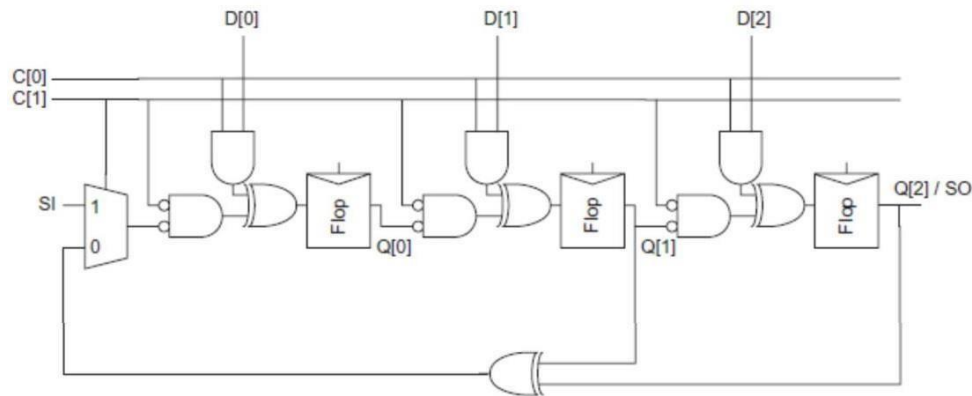 D[0] D[1] D[2]
C[0]
C[1]
SI 1 Flop Flop Flop Q[2] / SO
0 Q[0] Q[1]